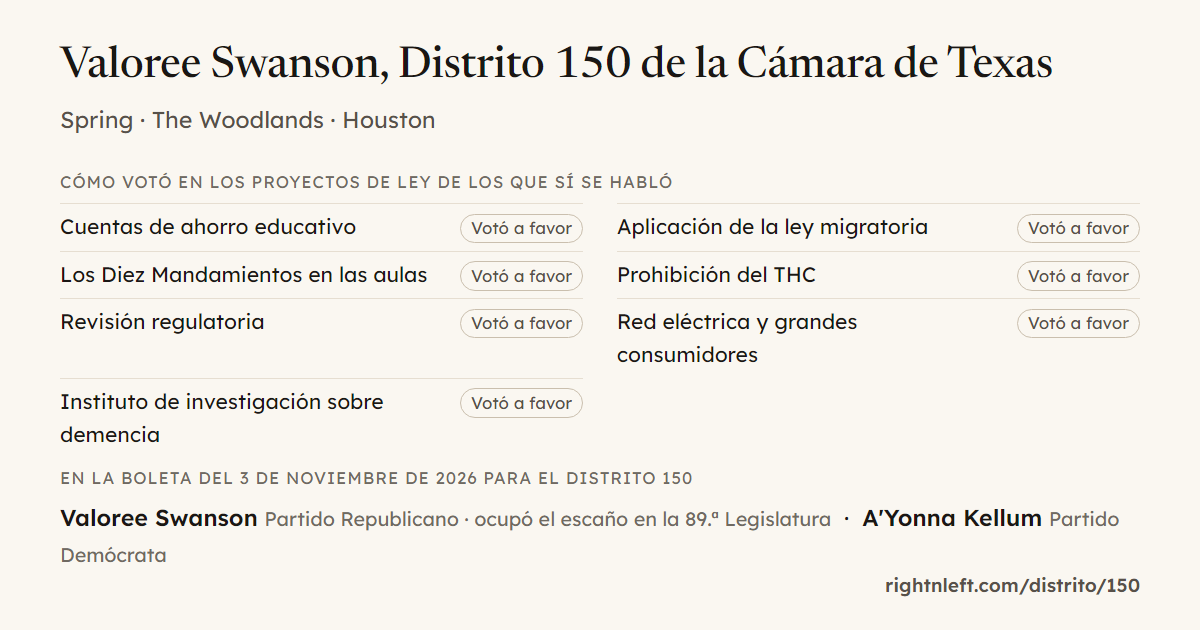 Valoree Swanson, Distrito 150 de la Cámara de Texas
Spring · The Woodlands · Houston
CÓMO VOTÓ EN LOS PROYECTOS DE LEY DE LOS QUE SÍ SE HABLÓ
Cuentas de ahorro educativo Votó a favor
Aplicación de la ley migratoria Votó a favor
Los Diez Mandamientos en las aulas Votó a favor
Prohibición del THC Votó a favor
Revisión regulatoria Votó a favor
Red eléctrica y grandes Votó a favor
consumidores
Instituto de investigación sobre Votó a favor
demencia
EN LA BOLETA DEL 3 DE NOVIEMBRE DE 2026 PARA EL DISTRITO 150
Valoree Swanson Partido Republicano · ocupó el escaño en la 89.ª Legislatura · A'Yonna Kellum Partido
Demócrata
rightnleft.com/distrito/150